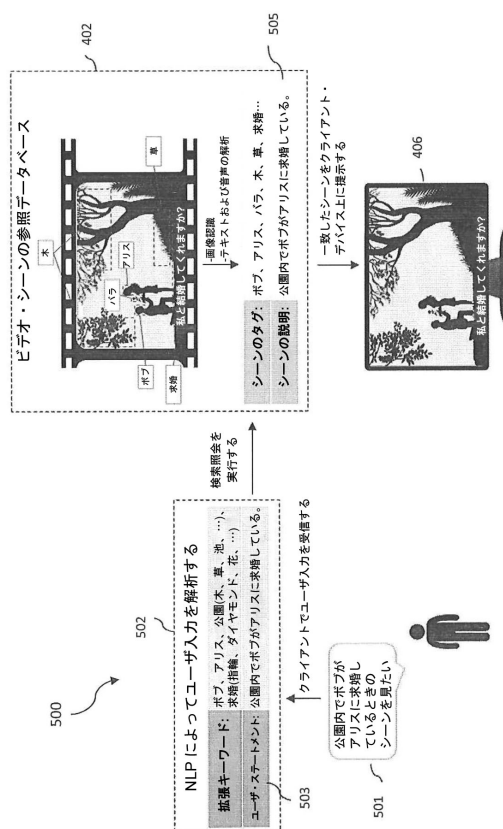 500
502
NLP によってユーザ入力を解析する
拡張キーワード:
ボブ、アリス、公園(木、草、池、…)、
求婚(指輪、ダイヤモンド、花、…)
ユーザ・ステートメント:
公園内でボブがアリスに求婚している。
503
クライアントでユーザ入力を受信する
公園内でボブが
アリスに求婚し
ているときの
シーンを見たい
501
検索照会を
実行する
ビデオ・シーンの参照データベース
402
木
バラ
アリス
ボブ
求婚
草
私と結婚してくれますか?
-画像認識
-テキストおよび音声の解析
シーンのタグ:
ボブ、アリス、バラ、木、草、求婚…
シーンの説明:
公園内でボブがアリスに求婚している。
505
一致したシーンをクライアント・
デバイス上に提示する
私と結婚してくれますか?
406